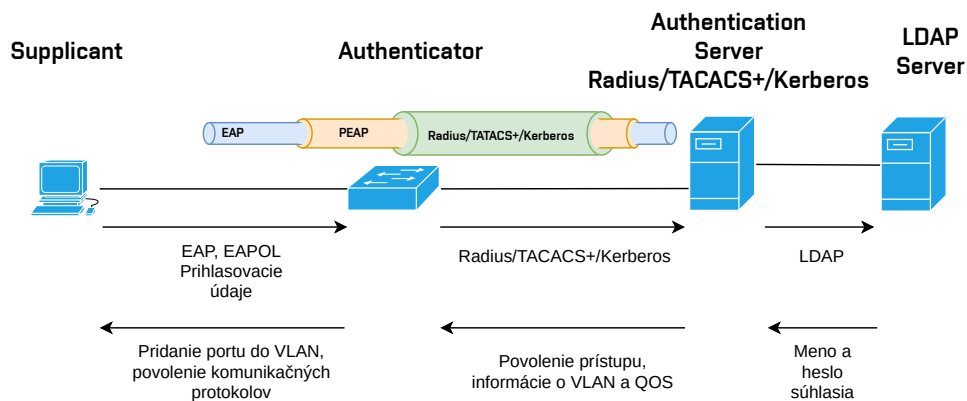 Supplicant
Authenticator
Authentication
Server
Radius/TACACS+/Kerberos
LDAP
Server
EAP
PEAP
Radius/TATACS+/Kerberos
EAP, EAPOL
Prihlasovacie
údaje
Radius/TACACS+/Kerberos
LDAP
Pridanie portu do VLAN,
povolenie komunikačných
protokolov
Povolenie prístupu,
informácie o VLAN a QOS
Meno a
heslo
súhlasia